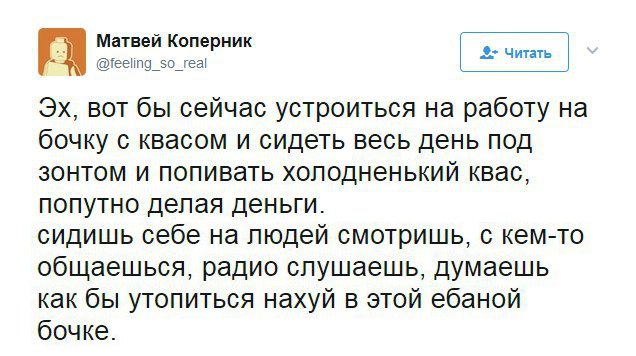 Матвей Коперник
@feeling_so_real
Читать
Эх, вот бы сейчас устроиться на работу на
бочку с квасом и сидеть весь день под
зонтом и попивать холодненький квас,
попутно делая деньги.
сидишь себе на людей смотришь, с кем-то
общаешься, радио слушаешь, думаешь
как бы утопиться нахуй в этой ебаной
бочке.